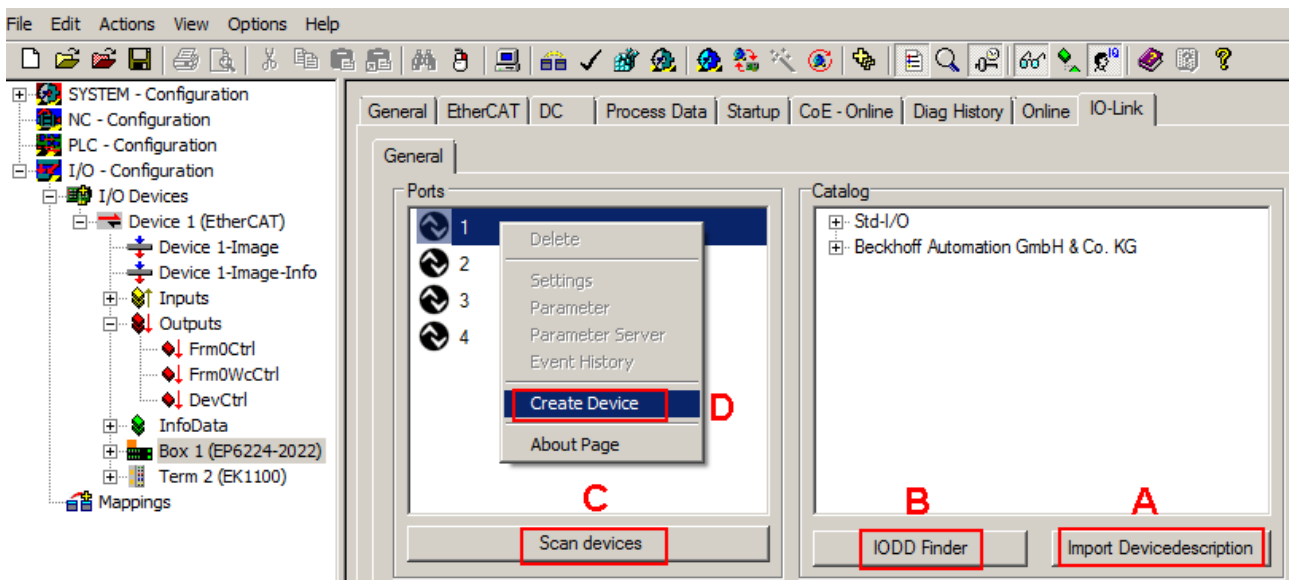 File Edit Actions View Options Help
SYSTEM - Configuration
NC - Configuration
PLC - Configuration
I/O - Configuration
I/O Devices
Device 1 (EtherCAT)
Device 1-Image
Device 1-Image-Info
Inputs
Outputs
Frm0Ctrl
Frm0WcCtrl
DevCtrl
InfoData
Box 1 (EP6224-2022)
Term 2 (EK1100)
Mappings
General EtherCAT DC Process Data Startup CoE - Online Diag History Online IO-Link
General
Ports
1
2
3
4
Delete
Settings
Parameter
Parameter Server
Event History
Create Device
D
About Page
C
Scan devices
Catalog
Std-I/O
Beckhoff Automation GmbH & Co. KG
B A
IODD Finder Import Devicedescription